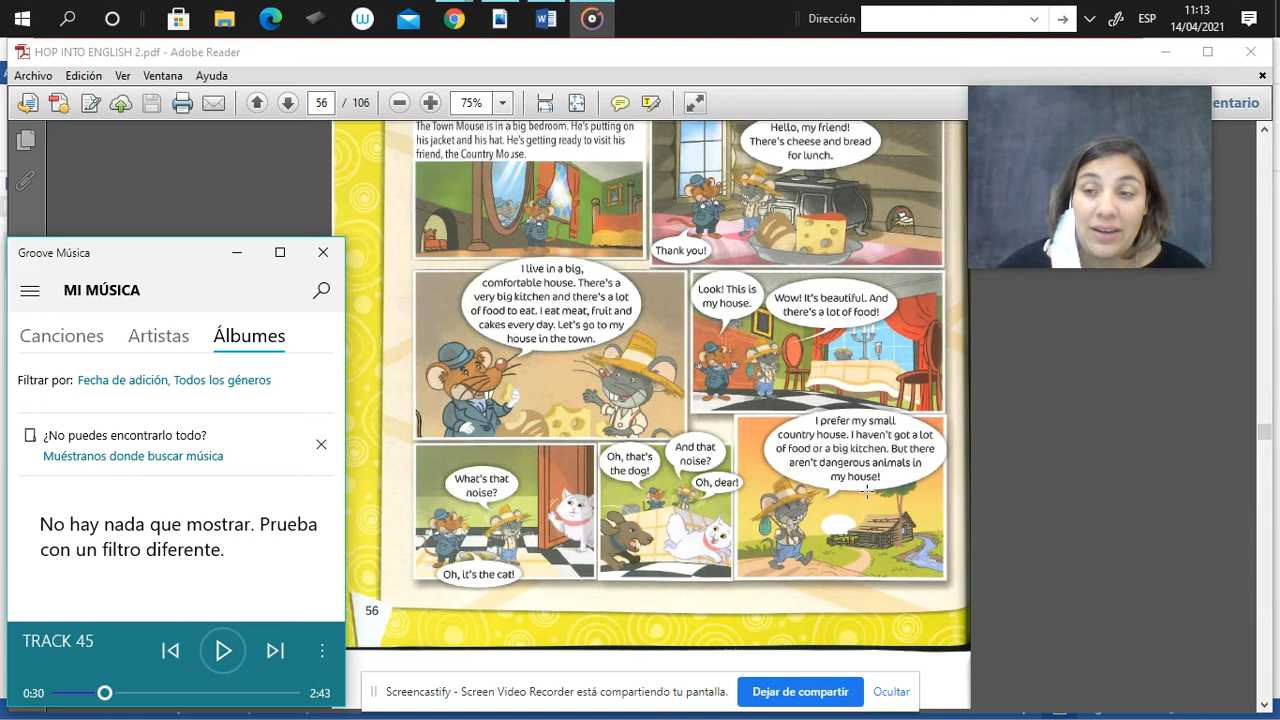 Dirección
ESP
11:13
14/04/2021
HOP INTO ENGLISH 2.pdf - Adobe Reader
Archivo Edición Ver Ventana Ayuda
56 / 106
75%
entario
The Town Mouse is in a big bedroom. He's putting on
his jacket and his hat. He's getting ready to visit his
friend, the Country Mouse.
Hello, my friend!
There's cheese and bread
for lunch.
Thank you!
I live in a big,
comfortable house. There's a
very big kitchen and there's a lot
of food to eat. I eat meat, fruit and
cakes every day. Let's go to my
house in the town.
Look! This is
my house.
Wow! It's beautiful. And
there's a lot of food!
What's that
noise?
Oh, it's the cat!
Oh, that's
the dog!
And that
noise?
Oh, dear!
I prefer my small
country house. I haven't got a lot
of food or a big kitchen. But there
aren't dangerous animals in
my house!
56
Groove Música
MI MÚSICA
Canciones Artistas Álbumes
Filtrar por: Fecha de adición, Todos los géneros
¿No puedes encontrarlo todo?
Muéstranos donde buscar música
No hay nada que mostrar. Prueba
con un filtro diferente.
TRACK 45
0:30
2:43
Screencastify - Screen Video Recorder está compartiendo tu pantalla.
Dejar de compartir
Ocultar